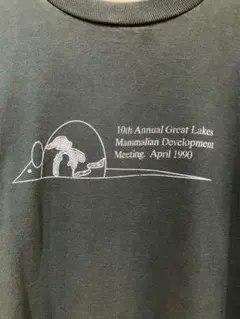 10th Annual Great Lakes
Mammalian Development
Meeting. April 1990